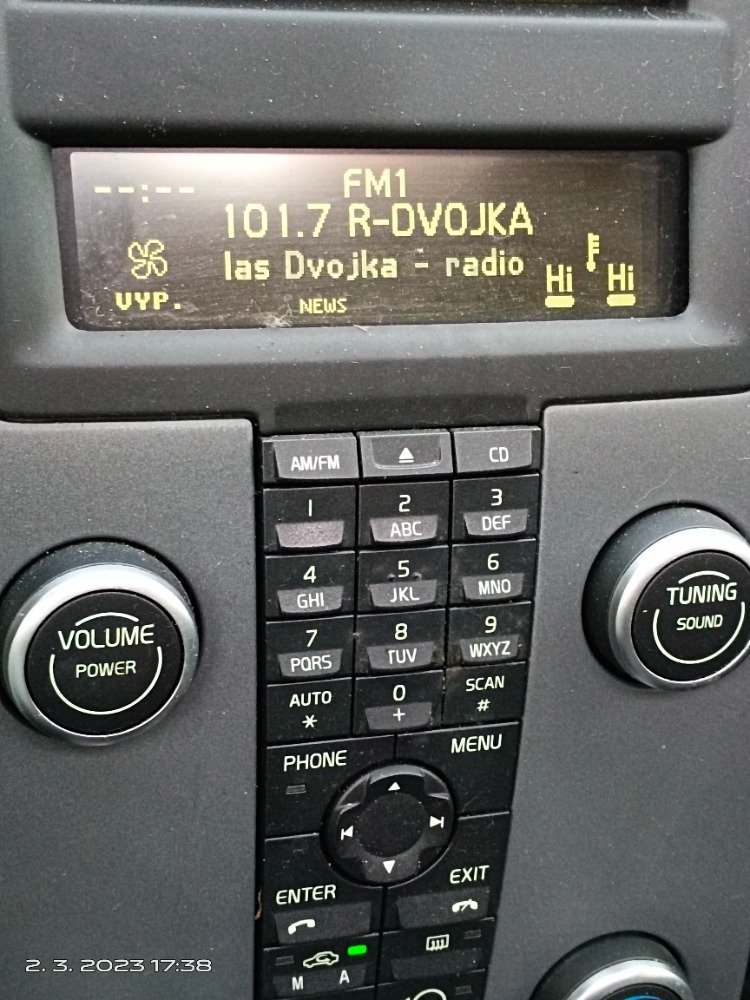 --:--
FM1
101.7 R-DVOJKA
las Dvojka - radio
VYP.
NEWS
Hi Hi
AM/FM
CD
1
2
ABC
3
DEF
4
GHI
5
JKL
6
MNO
7
PQRS
8
TUV
9
WXYZ
AUTO
*
0
+
SCAN
#
VOLUME
POWER
TUNING
SOUND
PHONE
MENU
ENTER
EXIT
M A
2. 3. 2023 17:38